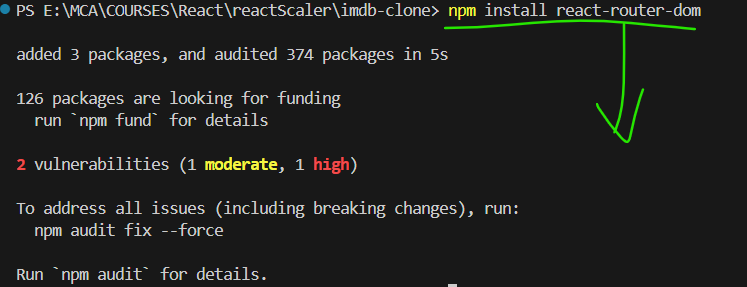 PS E:\MCA\COURSES\React\reactScaler\imdb-clone> npm install react-router-dom
added 3 packages, and audited 374 packages in 5s
126 packages are looking for funding
run `npm fund` for details
2 vulnerabilities (1 moderate, 1 high)
To address all issues (including breaking changes), run:
npm audit fix --force
Run `npm audit` for details.